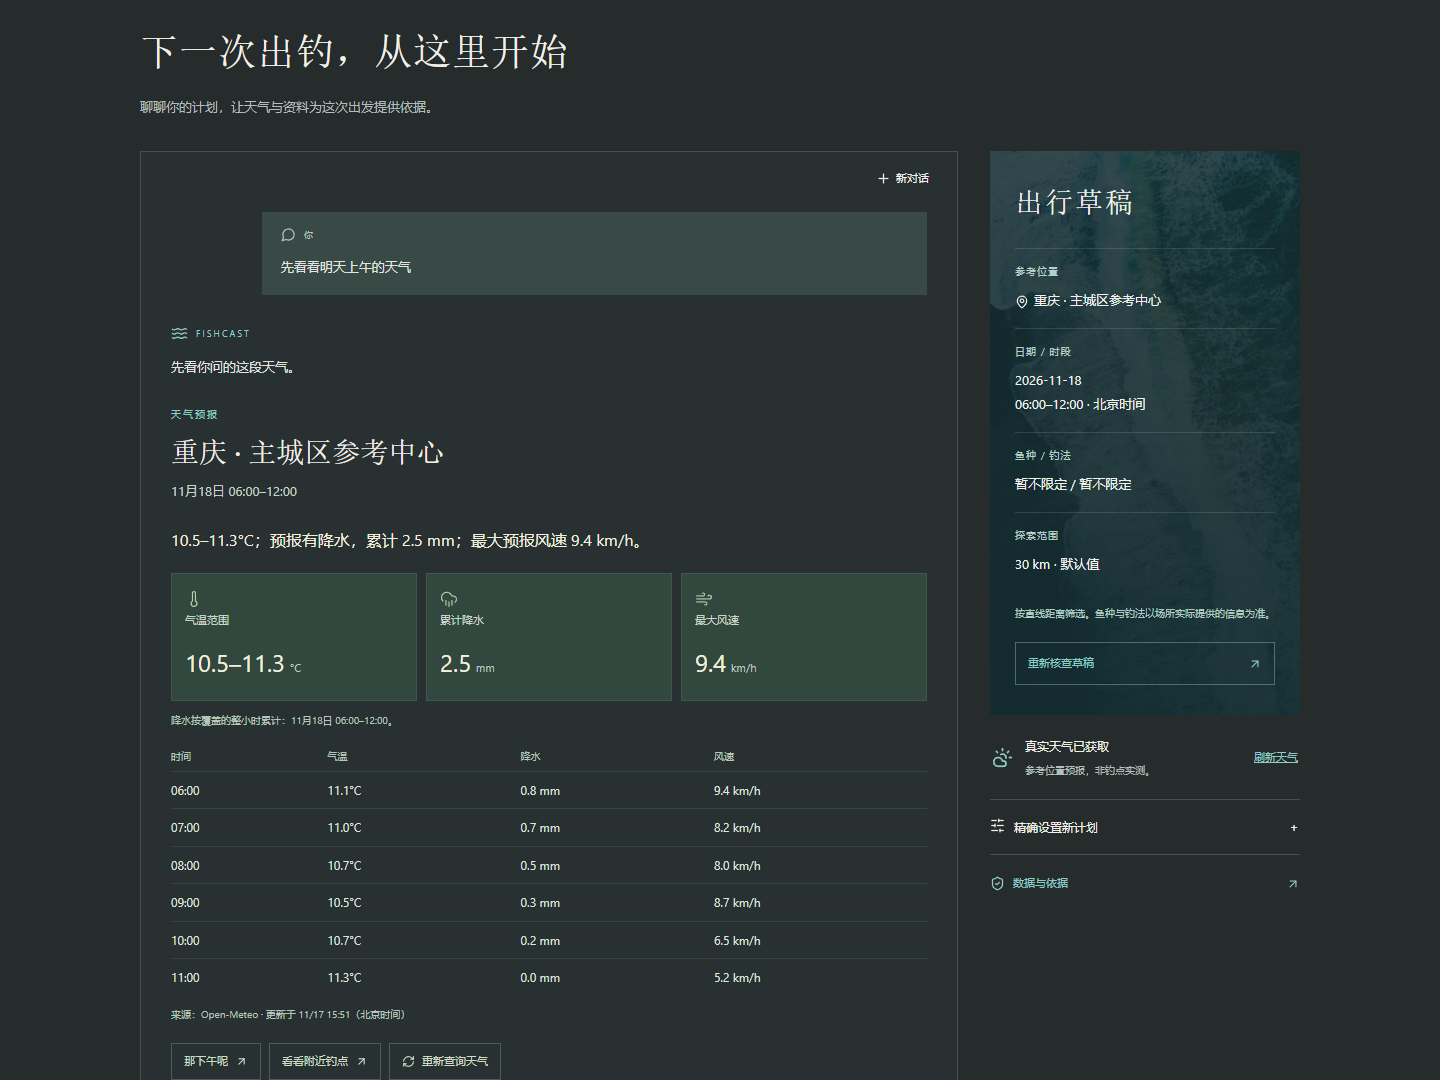 下一次出钓，从这里开始
聊聊你的计划，让天气与资料为这次出发提供依据。
+ 新对话
你
先看看明天上午的天气
FISHCAST
先看你问的这段天气。
天气预报
重庆 · 主城区参考中心
11月18日 06:00–12:00
10.5–11.3°C；预报有降水，累计 2.5 mm；最大预报风速 9.4 km/h。
气温范围
10.5–11.3 °C
累计降水
2.5 mm
最大风速
9.4 km/h
降水按覆盖的整小时累计：11月18日 06:00–12:00。
时间 气温 降水 风速
06:00 11.1°C 0.8 mm 9.4 km/h
07:00 11.0°C 0.7 mm 8.2 km/h
08:00 10.7°C 0.5 mm 8.0 km/h
09:00 10.5°C 0.3 mm 8.7 km/h
10:00 10.7°C 0.2 mm 6.5 km/h
11:00 11.3°C 0.0 mm 5.2 km/h
来源：Open-Meteo · 更新于 11/17 15:51（北京时间）
那下午呢
看看附近钓点
重新查询天气
出行草稿
参考位置
重庆 · 主城区参考中心
日期 / 时段
2026-11-18
06:00–12:00 · 北京时间
鱼种 / 钓法
暂不限定 / 暂不限定
探索范围
30 km · 默认值
按直线距离筛选。鱼种与钓法以场所实际提供的信息为准。
重新核查草稿
真实天气已获取
参考位置预报，非钓点实测。
刷新天气
精确设置新计划 +
数据与依据